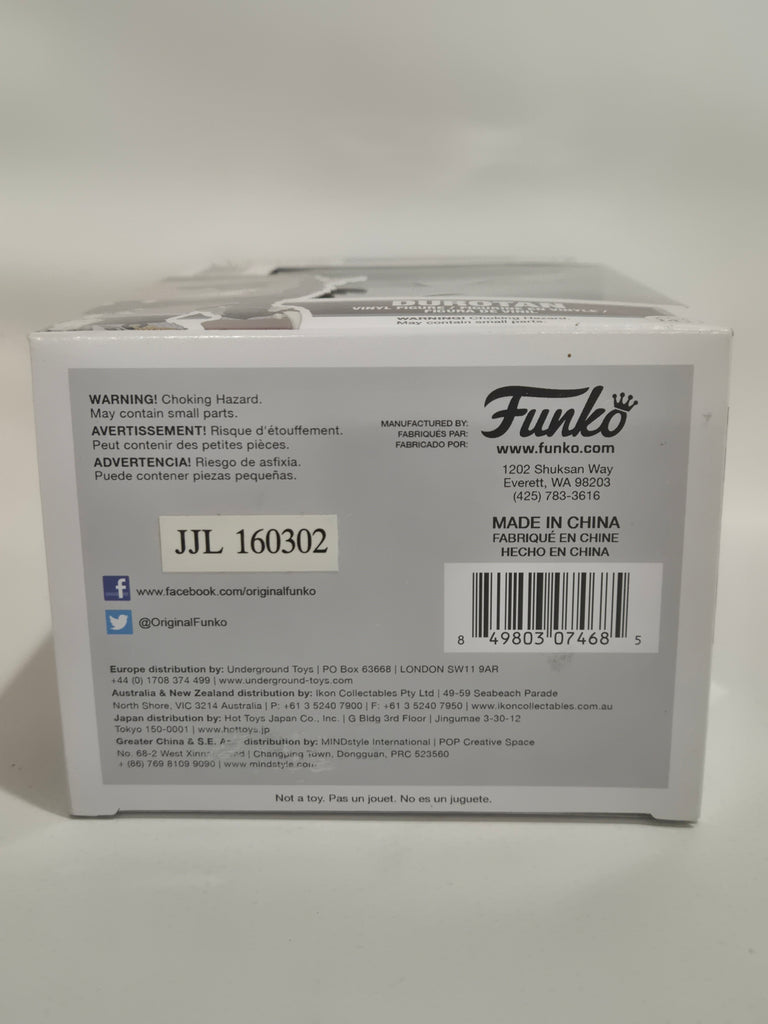 DUROTAN
VINYL FIGURE / FIGURINE EN VINYLE /
FIGURA DE VINIL
WARNING! Choking Hazard.
May contain small parts.
WARNING! Choking Hazard.
May contain small parts.
AVERTISSEMENT! Risque d'étouffement.
Peut contenir des petites pièces.
ADVERTENCIA! Riesgo de asfixia.
Puede contener piezas pequeñas.
MANUFACTURED BY:
FABRIQUÉS PAR:
FABRICADO POR:
Funko
www.funko.com
1202 Shuksan Way
Everett, WA 98203
(425) 783-3616
MADE IN CHINA
FABRIQUÉ EN CHINE
HECHO EN CHINA
JJL 160302
www.facebook.com/originalfunko
@OriginalFunko
8 49803 07468 5
Europe distribution by: Underground Toys | PO Box 63668 | LONDON SW11 9AR
+44 (0) 1708 374 499 | www.underground-toys.com
Australia & New Zealand distribution by: Ikon Collectables Pty Ltd | 49-59 Seabeach Parade
North Shore, VIC 3214 Australia | P: +61 3 5240 7900 | F: +61 3 5240 7950 | www.ikoncollectables.com.au
Japan distribution by: Hot Toys Japan Co., Inc. | G Bldg 3rd Floor | Jingumae 3-30-12
Tokyo 150-0001 | www.hottoys.jp
Greater China & S.E. distribution by: MINDstyle International | POP Creative Space
No. 68-2 West | Changping Town, Dongguan, PRC 523560
+ (86) 769 8109 9090 | www.mindstyle.com
Not a toy. Pas un jouet. No es un juguete.